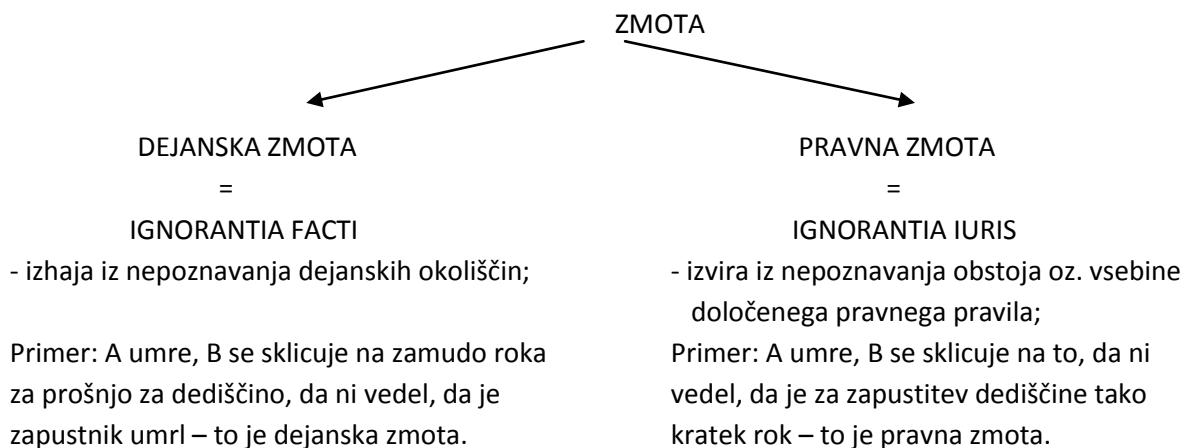 ZMOTA
DEJANSKA ZMOTA
=
IGNORANTIA FACTI
- izhaja iz nepoznavanja dejanskih okoliščin;
Primer: A umre, B se sklicuje na zamudo roka
za prošnjo za dediščino, da ni vedel, da je
zapustnik umrl – to je dejanska zmota.
PRAVNA ZMOTA
=
IGNORANTIA IURIS
- izvira iz nepoznavanja obstoja oz. vsebine
določenega pravnega pravila;
Primer: A umre, B se sklicuje na to, da ni
vedel, da je za zapustitev dediščine tako
kratek rok – to je pravna zmota.